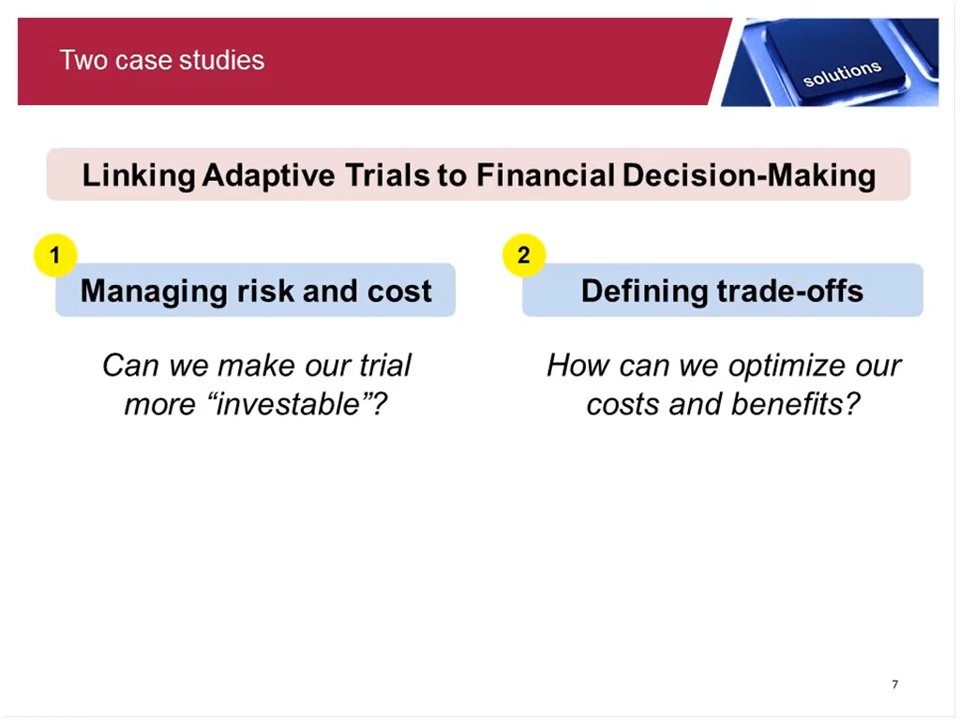 Two case studies
solutions
Linking Adaptive Trials to Financial Decision-Making
1
Managing risk and cost
Can we make our trial
more “investable”?
2
Defining trade-offs
How can we optimize our
costs and benefits?
7